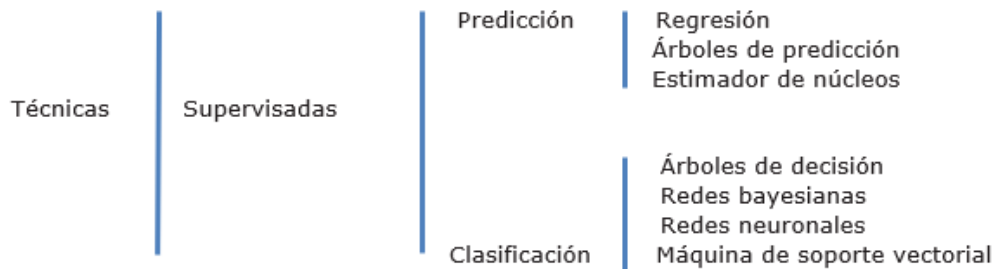 Técnicas
Supervisadas
Predicción
Regresión
Árboles de predicción
Estimador de núcleos
Clasificación
Árboles de decisión
Redes bayesianas
Redes neuronales
Máquina de soporte vectorial